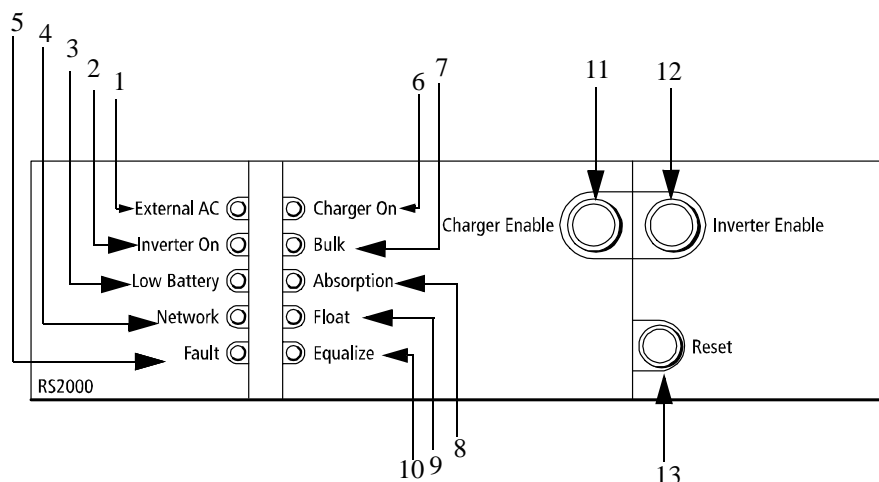 5
4
3
2
1
6
7
11
12
External AC
Charger On
Inverter On
Bulk
Low Battery
Absorption
Network
Float
Fault
Equalize
Charger Enable
Inverter Enable
Reset
RS2000
10
9
8
13